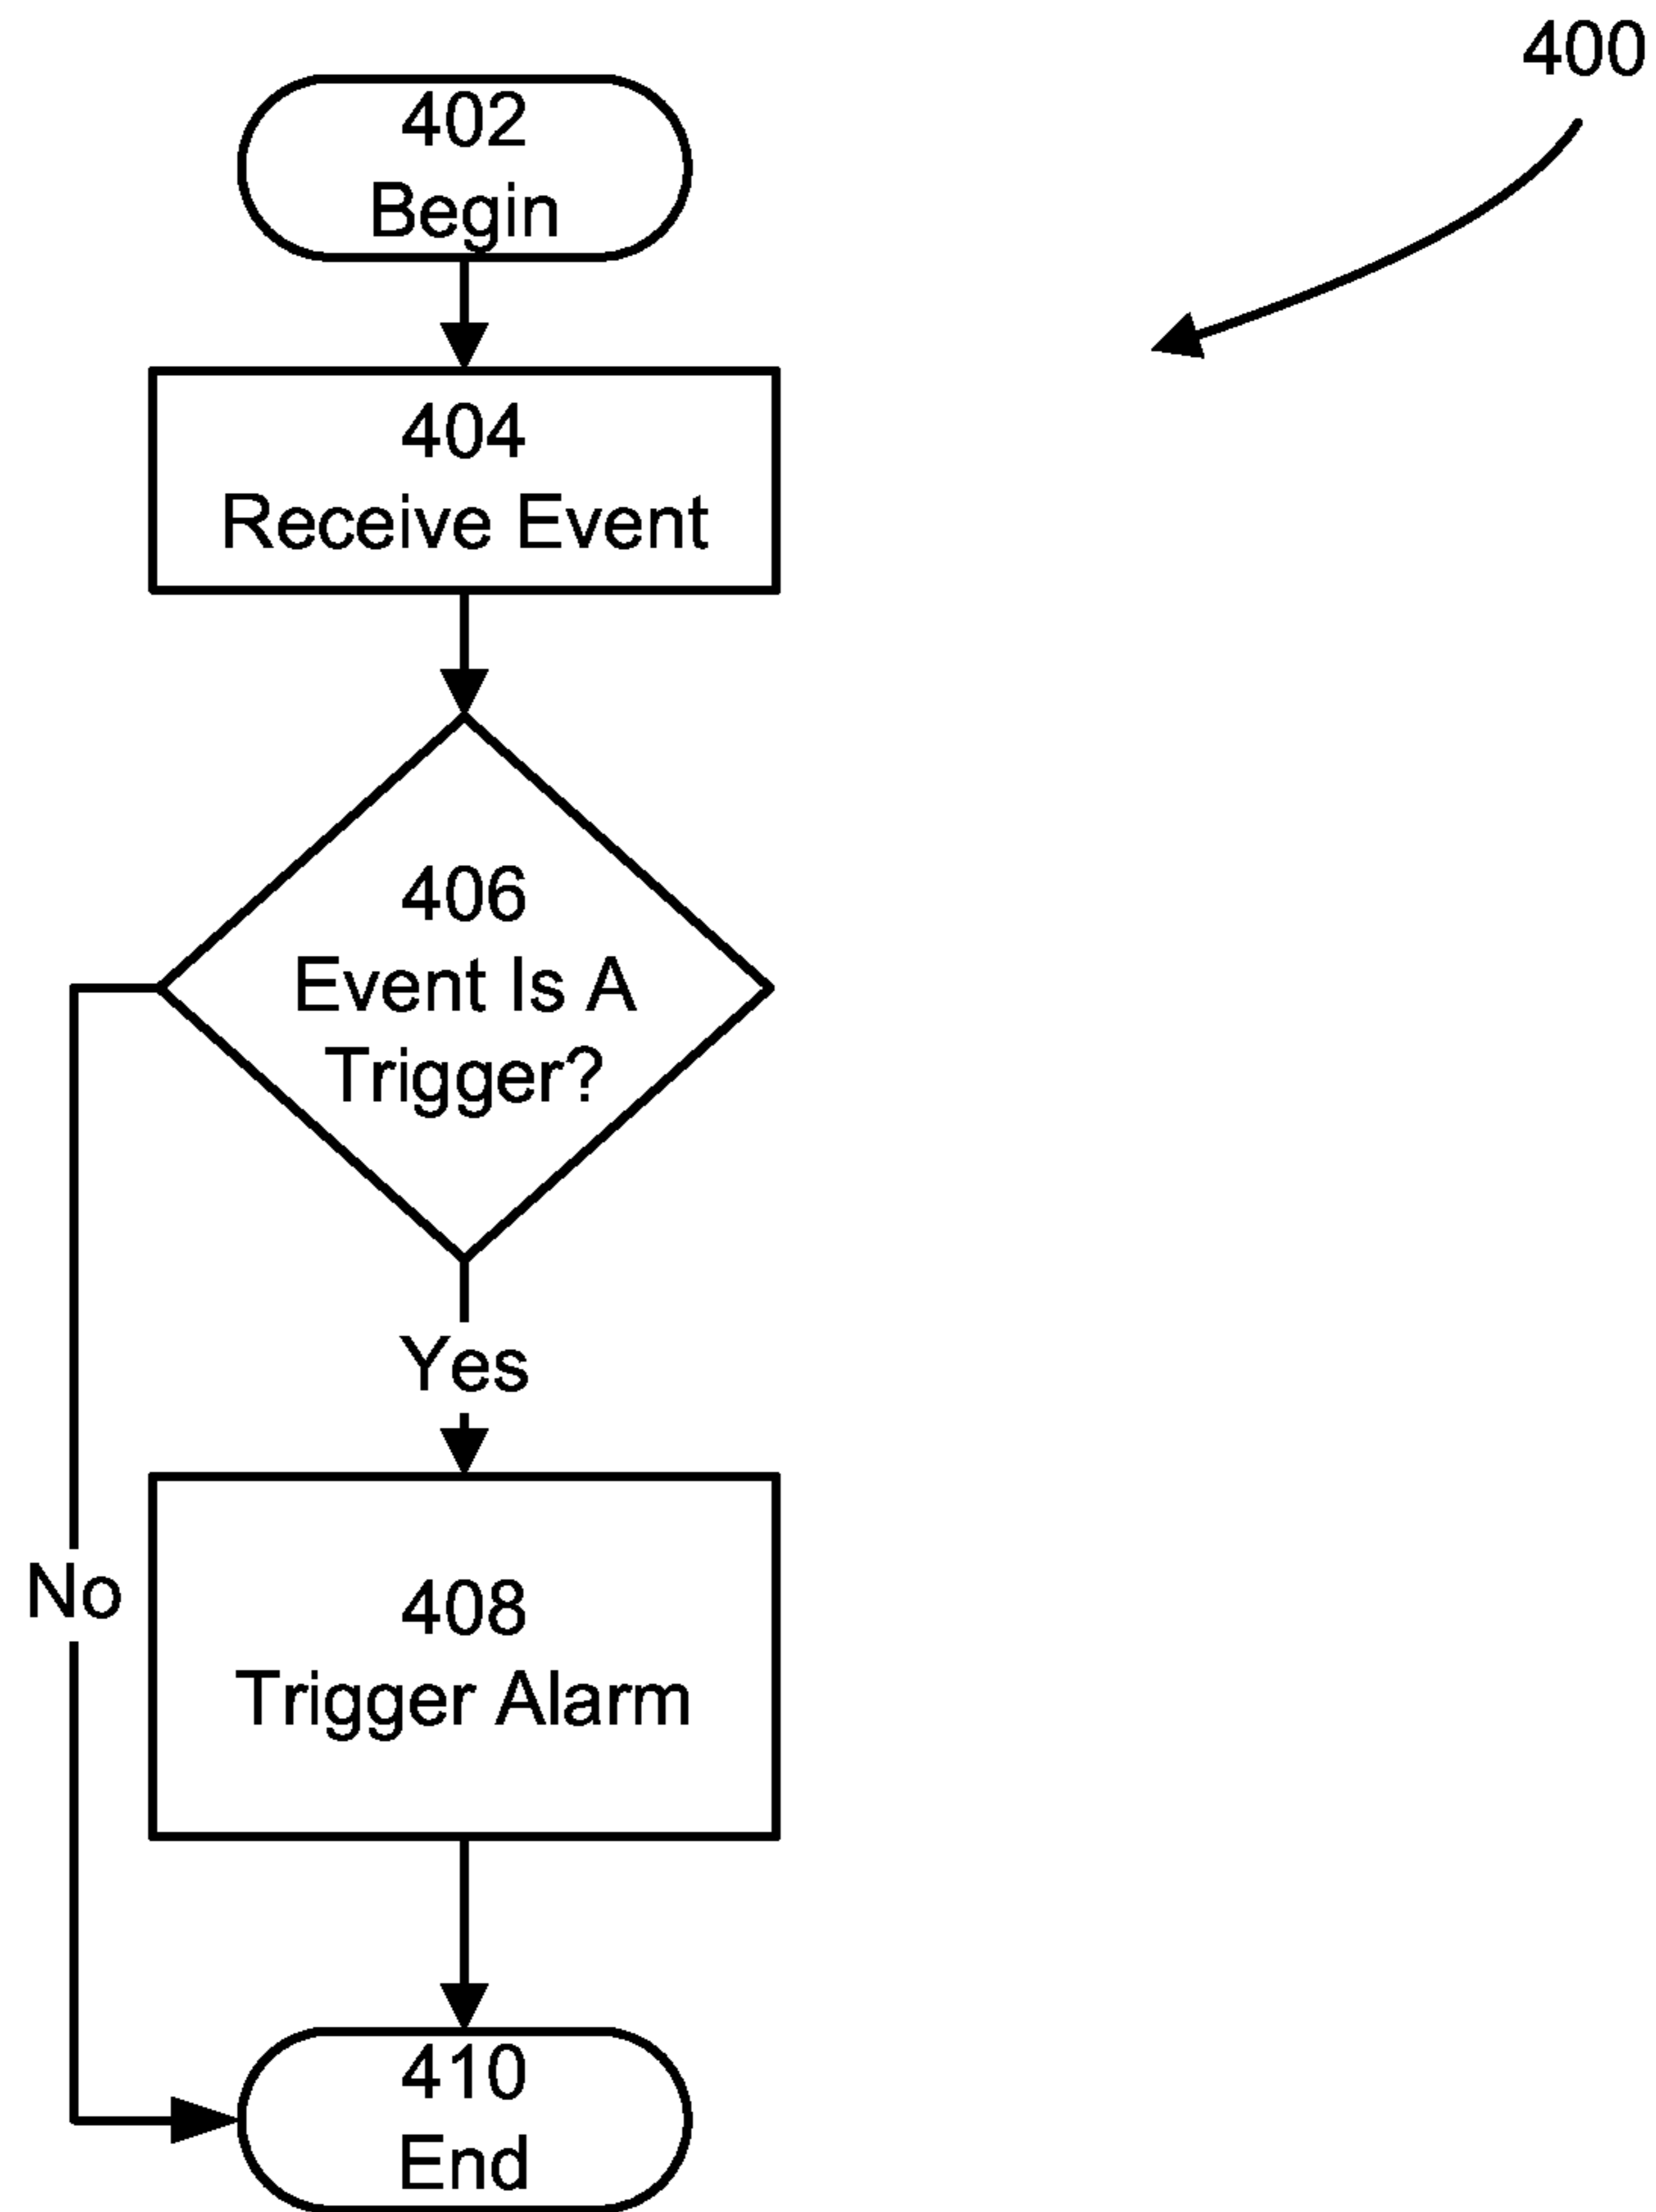 400
402
Begin
404
Receive Event
406
Event Is A
Trigger?
Yes
No
408
Trigger Alarm
410
End